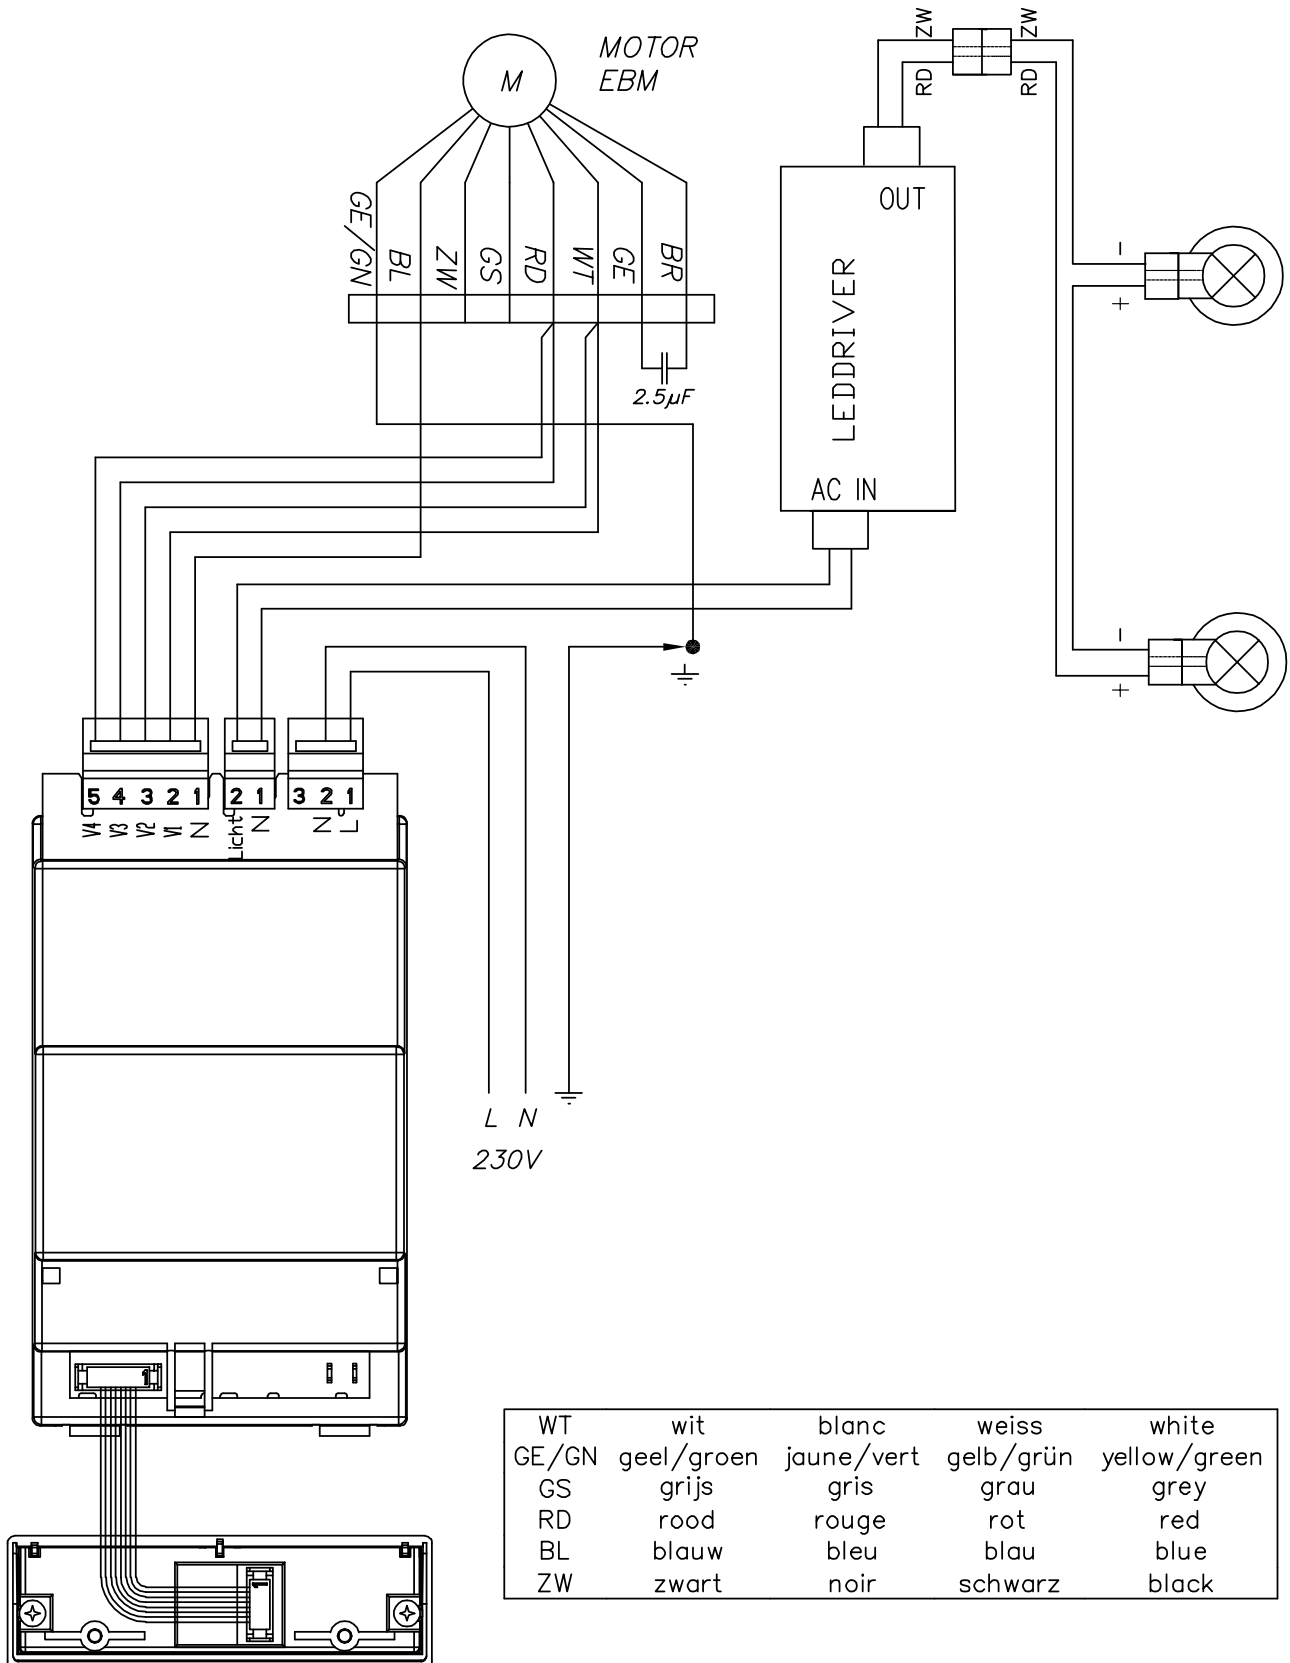 MOTOR
EBM
M
ZW
ZW
RD
RD
OUT
LEDDRIVER
AC IN
GE/GN
BL
ZW
GS
RD
WT
GE
BR
2.5µF
-
+
-
+
5 4 3 2 1
V4 V3 V2 V1 N
2 1
Licht N
3 2 1
N L
L N
230V
1
1
WT wit blanc weiss white
GE/GN geel/groen jaune/vert gelb/grün yellow/green
GS grijs gris grau grey
RD rood rouge rot red
BL blauw bleu blau blue
ZW zwart noir schwarz black